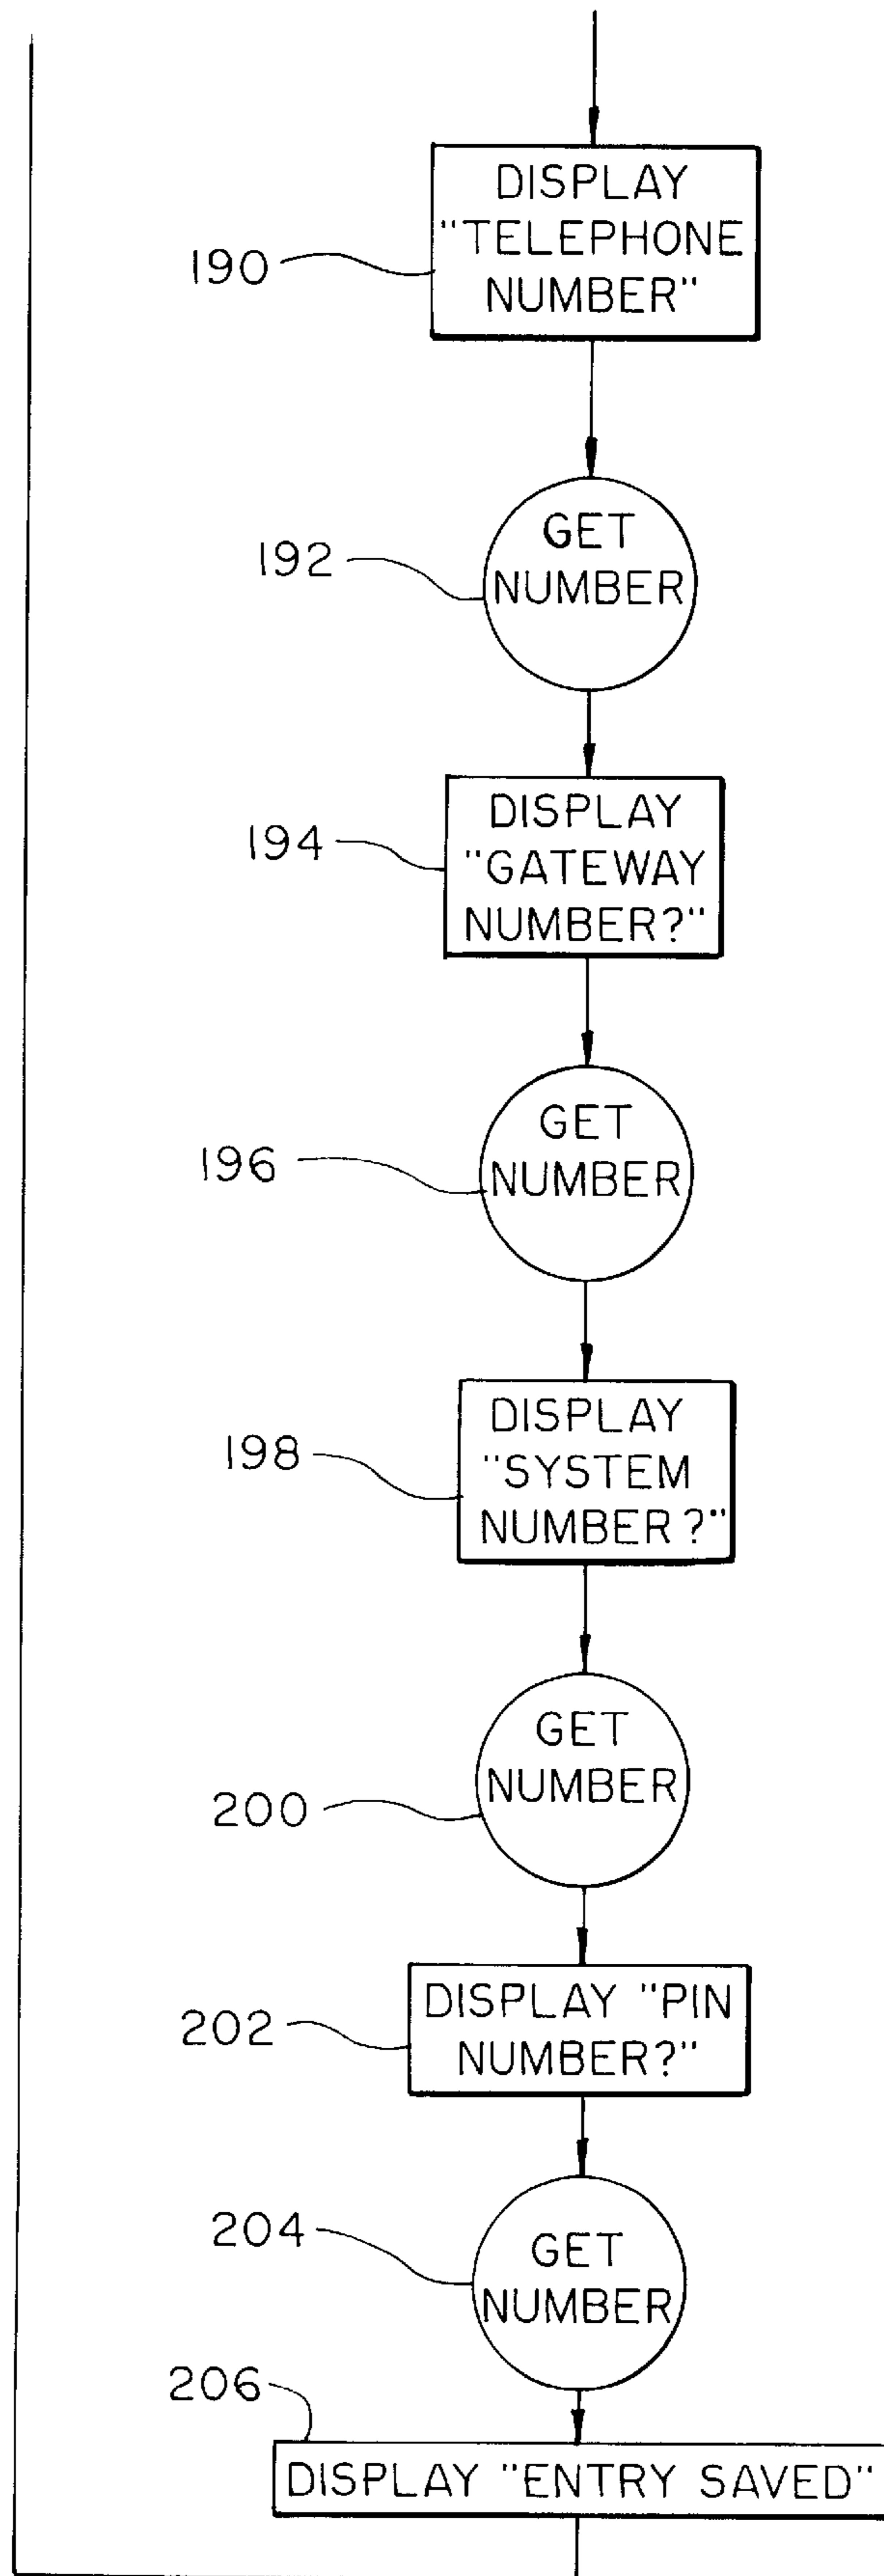 DISPLAY
"TELEPHONE
NUMBER"
190
GET
NUMBER
192
DISPLAY
"GATEWAY
NUMBER?"
194
GET
NUMBER
196
DISPLAY
"SYSTEM
NUMBER?"
198
GET
NUMBER
200
DISPLAY "PIN
NUMBER?"
202
GET
NUMBER
204
206
DISPLAY "ENTRY SAVED"